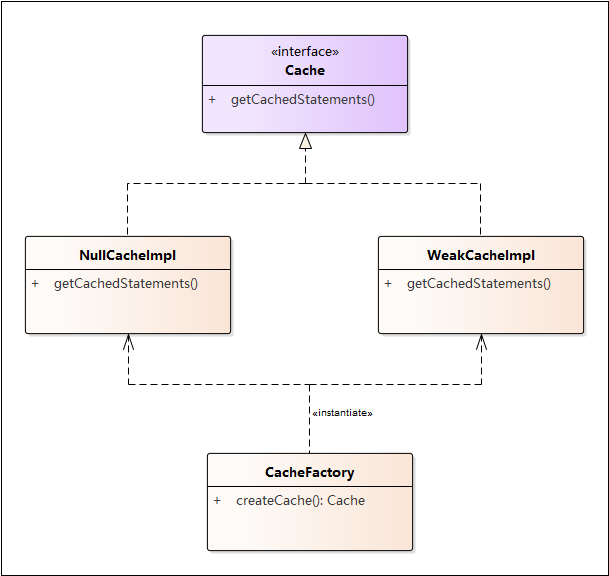 «interface»
Cache
+ getCachedStatements()
NullCacheImpl
+ getCachedStatements()
WeakCacheImpl
+ getCachedStatements()
«instantiate»
CacheFactory
+ createCache(): Cache